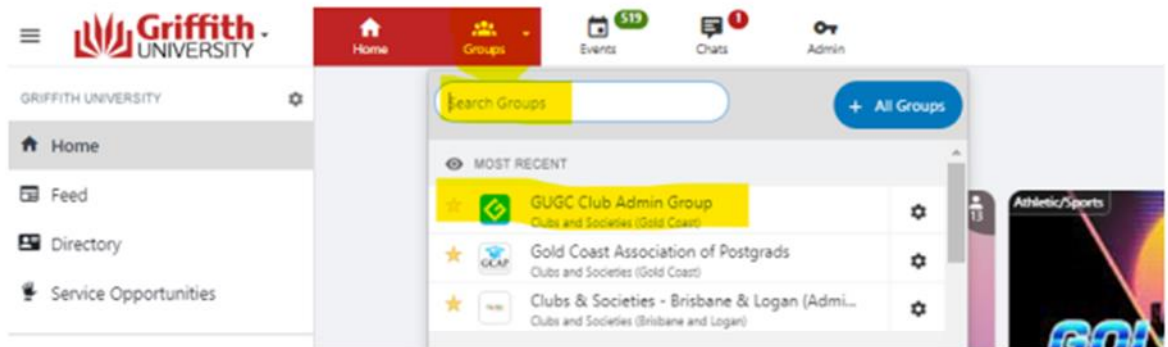 Griffith
UNIVERSITY
Home
Groups
519
Events
1
Chats
Admin
GRIFFITH UNIVERSITY
Home
Feed
Directory
Service Opportunities
Search Groups
+ All Groups
MOST RECENT
GUGC Club Admin Group
Clubs and Societies (Gold Coast)
GCAP
Gold Coast Association of Postgrads
Clubs and Societies (Gold Coast)
Clubs & Societies - Brisbane & Logan (Admi...
Clubs and Societies (Brisbane and Logan)
13
Athletic/Sports